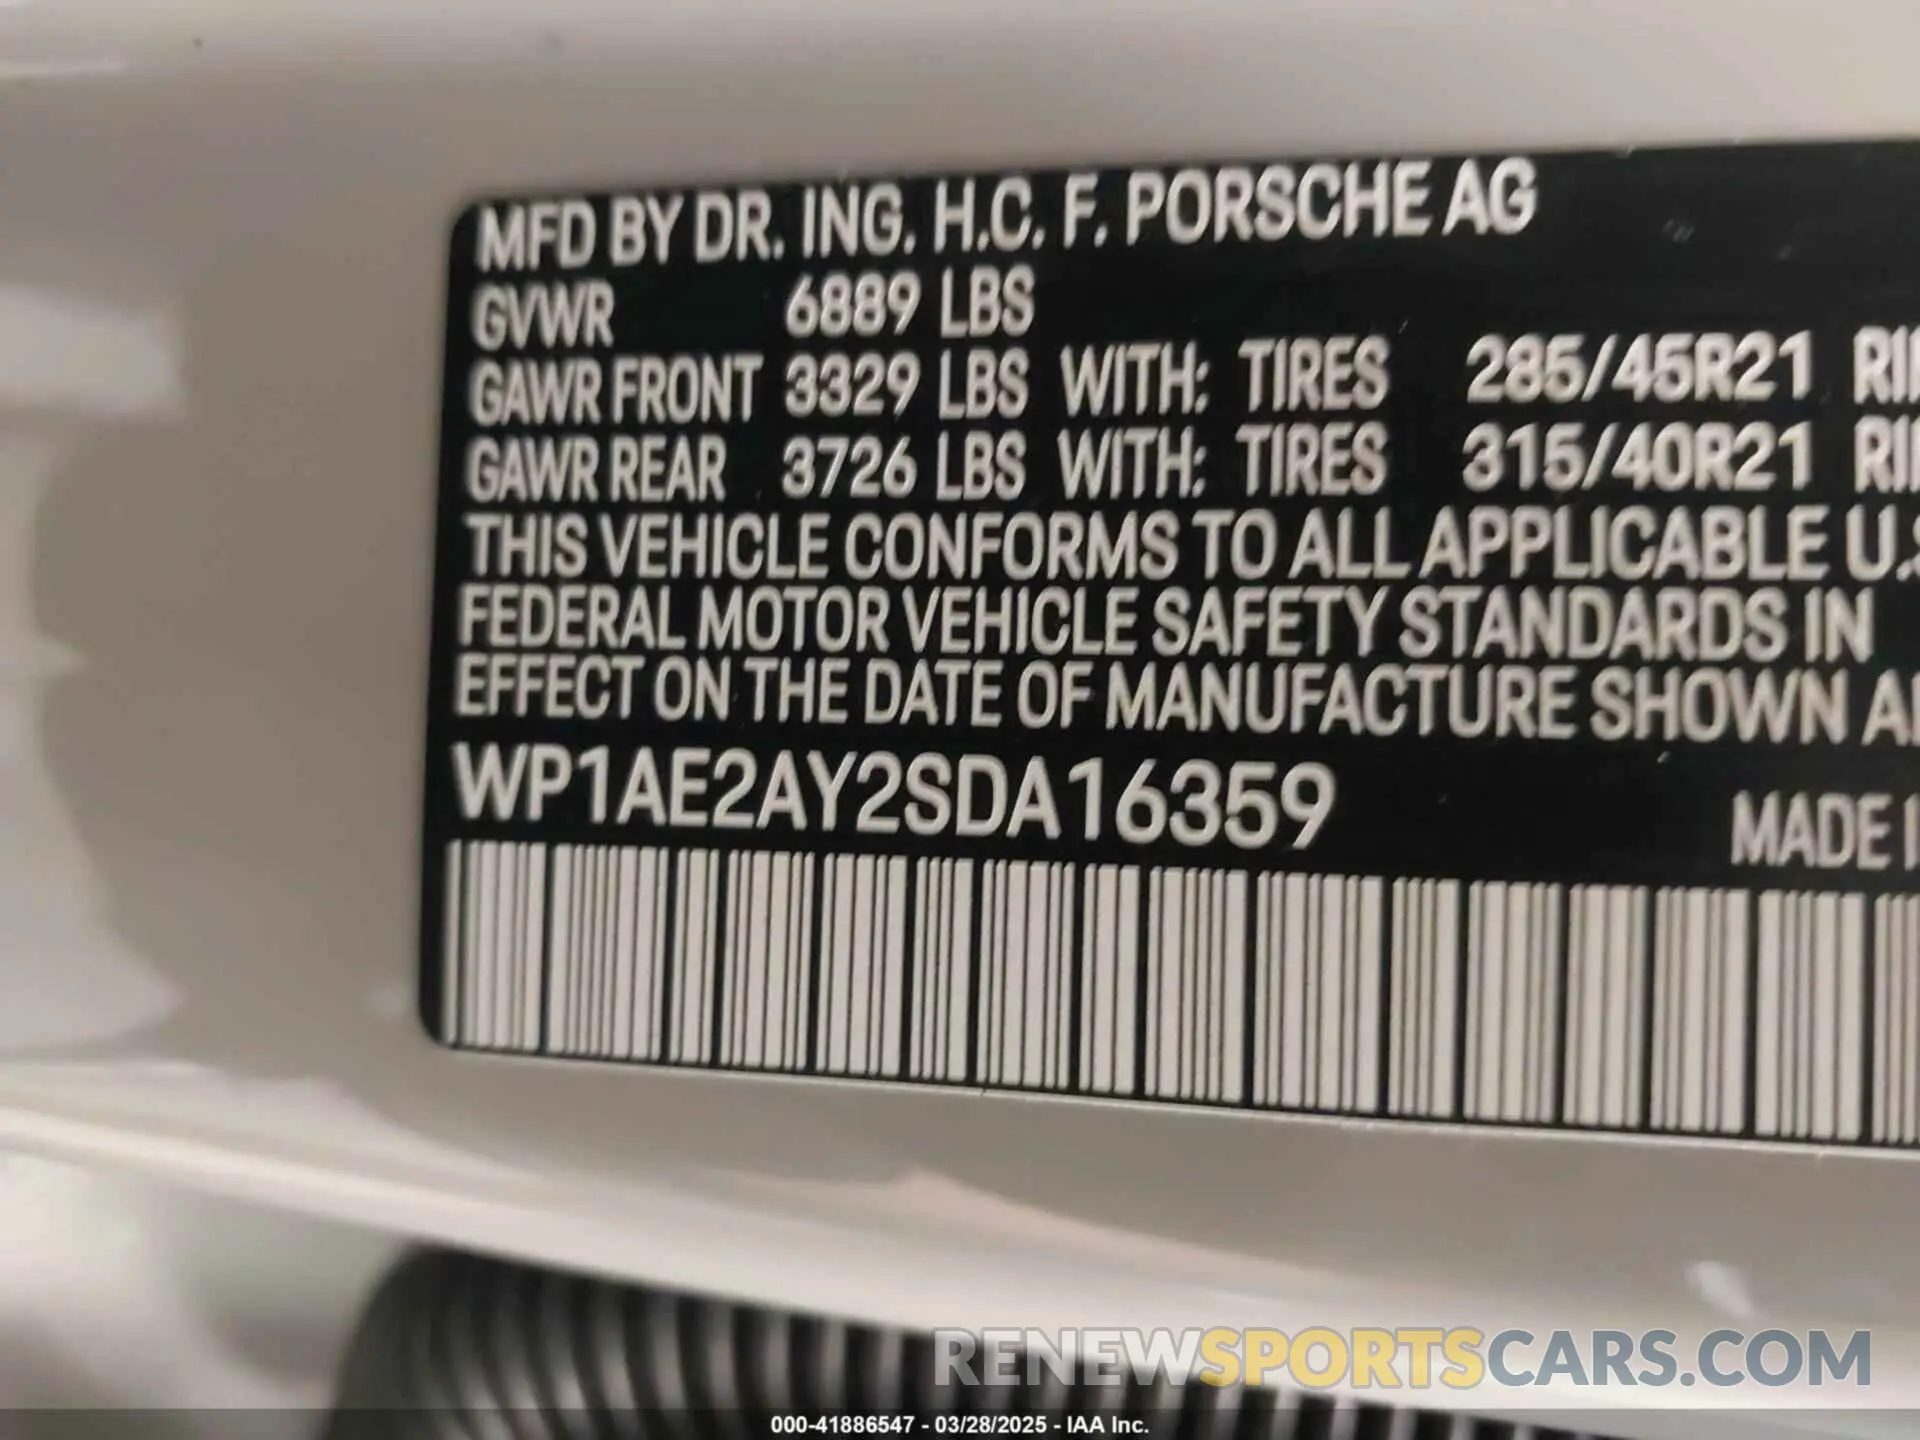 MFD BY DR. ING. H.C. F. PORSCHE AG
GVWR 6889 LBS
GAWR FRONT 3329 LBS WITH: TIRES 285/45R21
GAWR REAR 3726 LBS WITH: TIRES 315/40R21
THIS VEHICLE CONFORMS TO ALL APPLICABLE U.S
FEDERAL MOTOR VEHICLE SAFETY STANDARDS IN
EFFECT ON THE DATE OF MANUFACTURE SHOWN
WP1AE2AY2SDA16359
MADE
RENEWSPORTSCARS.COM
000-41886547 - 03/28/2025 - IAA Inc.